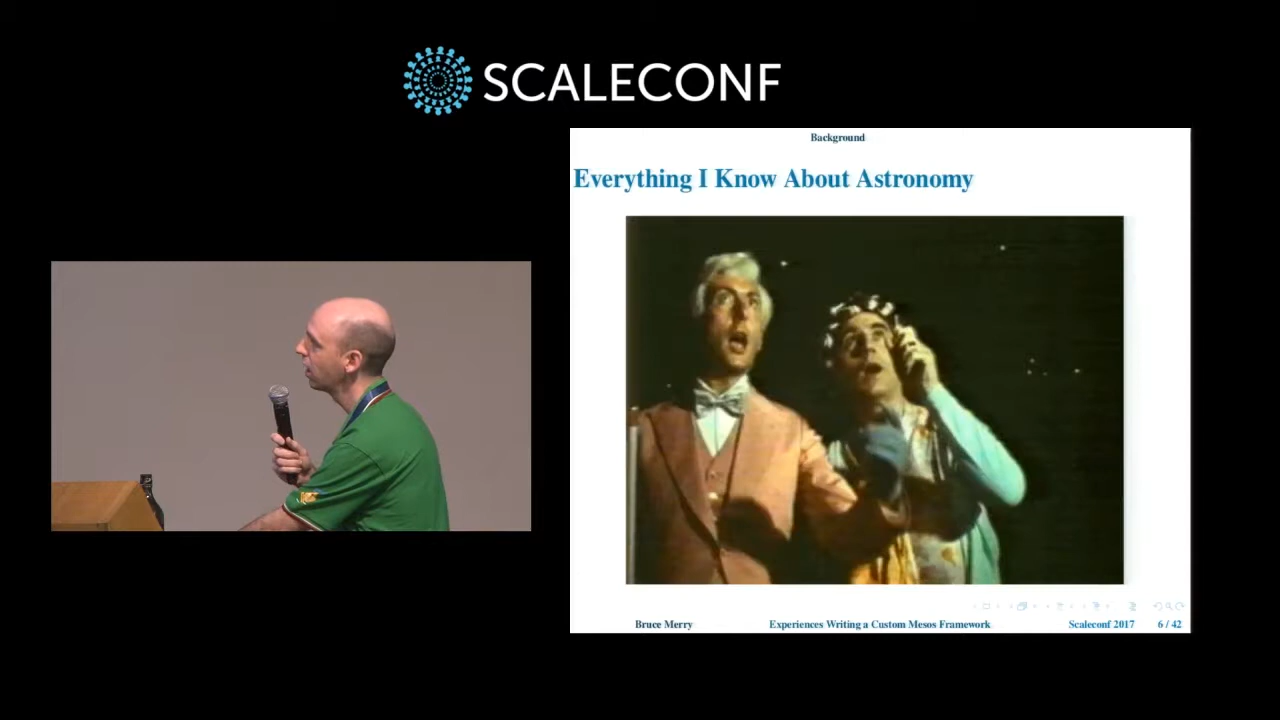 SCALECONF
Background
Everything I Know About Astronomy
Bruce Merry Experiences Writing a Custom Mesos Framework Scaleconf 2017 6 / 42